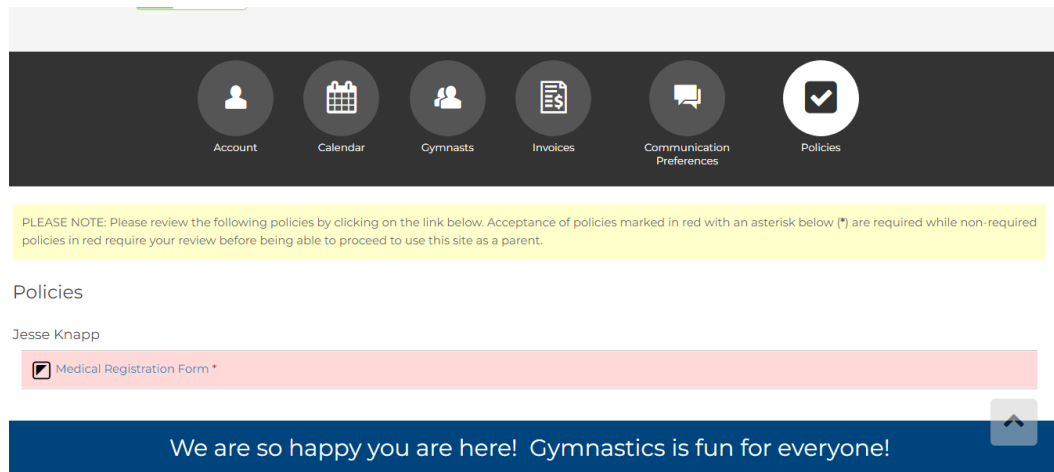 Account
Calendar
Gymnasts
Invoices
Communication
Preferences
Policies
PLEASE NOTE: Please review the following policies by clicking on the link below. Acceptance of policies marked in red with an asterisk below (*) are required while non-required
policies in red require your review before being able to proceed to use this site as a parent.
Policies
Jesse Knapp
Medical Registration Form *
We are so happy you are here! Gymnastics is fun for everyone!